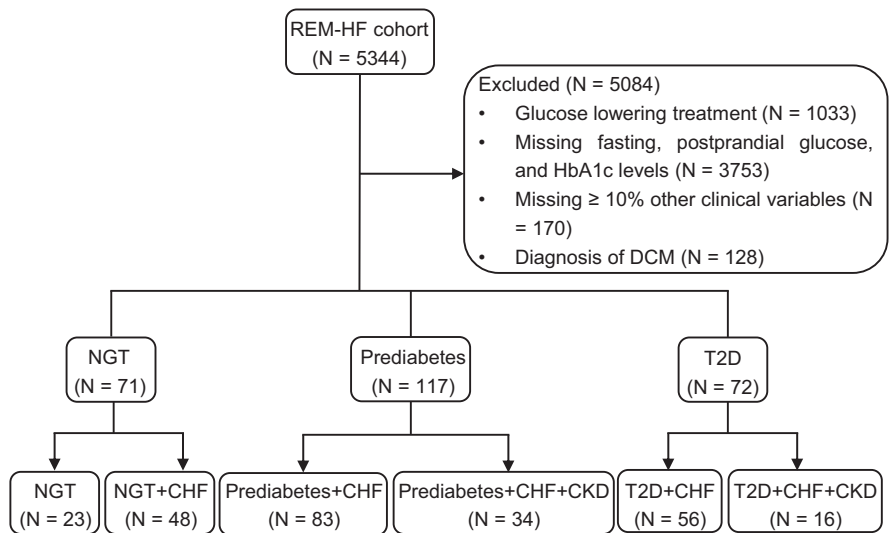 REM-HF cohort
(N = 5344)
Excluded (N = 5084)
• Glucose lowering treatment (N = 1033)
• Missing fasting, postprandial glucose,
and HbA1c levels (N = 3753)
• Missing ≥ 10% other clinical variables (N
= 170)
• Diagnosis of DCM (N = 128)
NGT
(N = 71)
Prediabetes
(N = 117)
T2D
(N = 72)
NGT
(N = 23)
NGT+CHF
(N = 48)
Prediabetes+CHF
(N = 83)
Prediabetes+CHF+CKD
(N = 34)
T2D+CHF
(N = 56)
T2D+CHF+CKD
(N = 16)